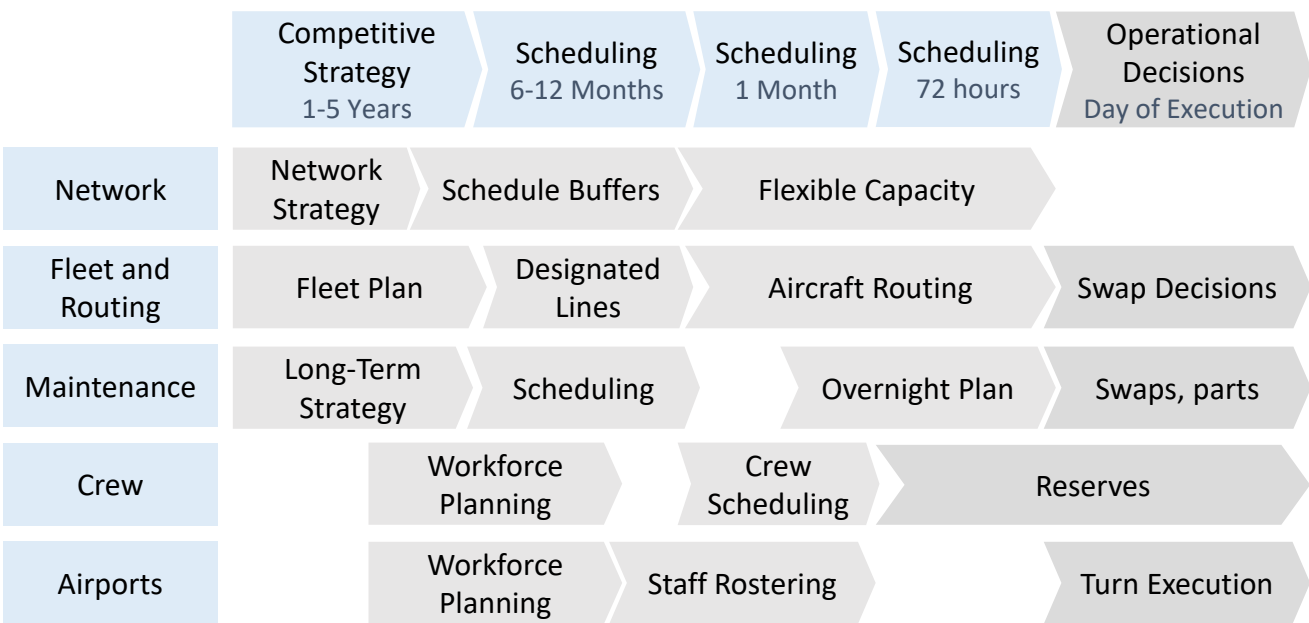 Competitive
Strategy
1-5 Years
Scheduling
6-12 Months
Scheduling
1 Month
Scheduling
72 hours
Operational
Decisions
Day of Execution
Network
Network
Strategy
Schedule Buffers
Flexible Capacity
Fleet and
Routing
Fleet Plan
Designated
Lines
Aircraft Routing
Swap Decisions
Maintenance
Long-Term
Strategy
Scheduling
Overnight Plan
Swaps, parts
Crew
Workforce
Planning
Crew
Scheduling
Reserves
Airports
Workforce
Planning
Staff Rostering
Turn Execution